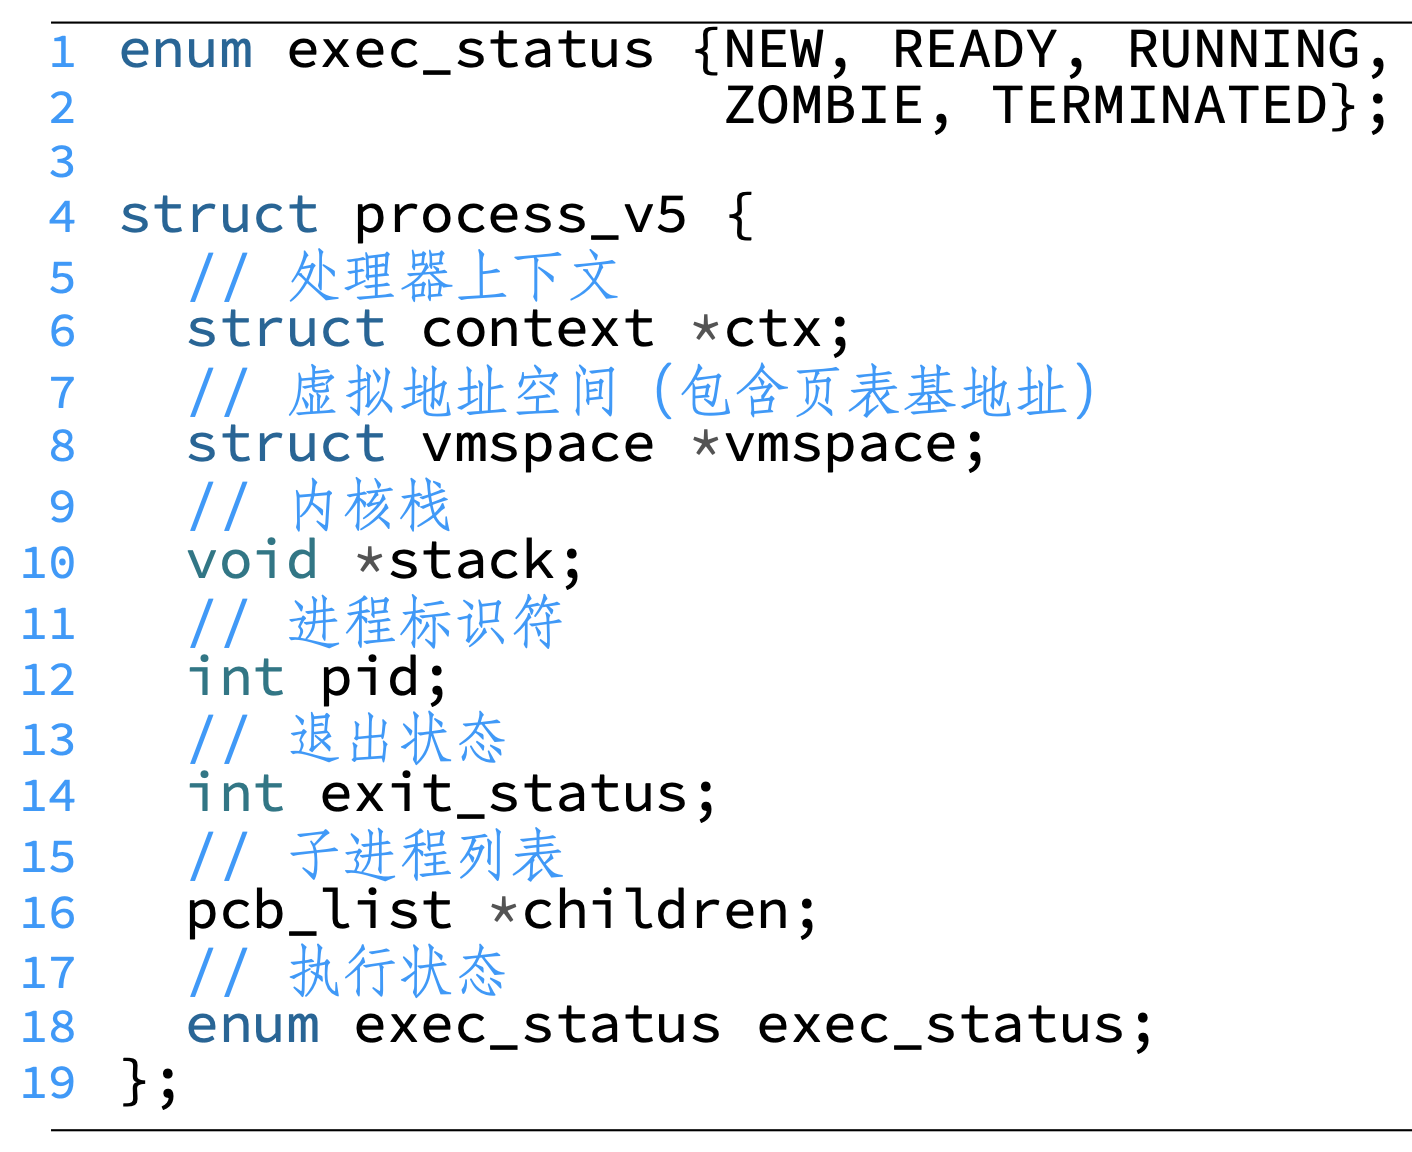 1 enum exec_status {NEW, READY, RUNNING,
2 ZOMBIE, TERMINATED};
3
4 struct process_v5 {
5 // 处理器上下文
6 struct context *ctx;
7 // 虚拟地址空间（包含页表基地址）
8 struct vmspace *vmspace;
9 // 内核栈
10 void *stack;
11 // 进程标识符
12 int pid;
13 // 退出状态
14 int exit_status;
15 // 子进程列表
16 pcb_list *children;
17 // 执行状态
18 enum exec_status exec_status;
19 };